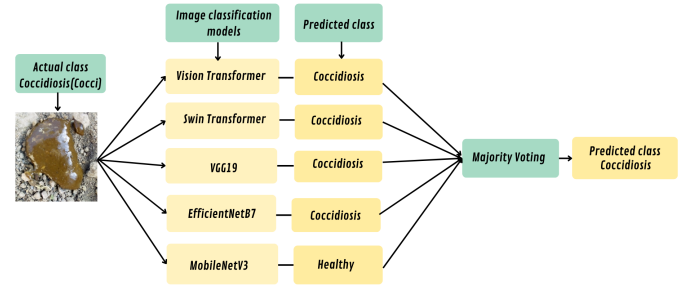 Image classification
models
Predicted class
Actual class
Coccidiosis(Cocci)
Vision Transformer
Coccidiosis
Swin Transformer
Coccidiosis
VGG19
Coccidiosis
EfficientNetB7
Coccidiosis
MobileNetV3
Healthy
Majority Voting
Predicted class
Coccidiosis